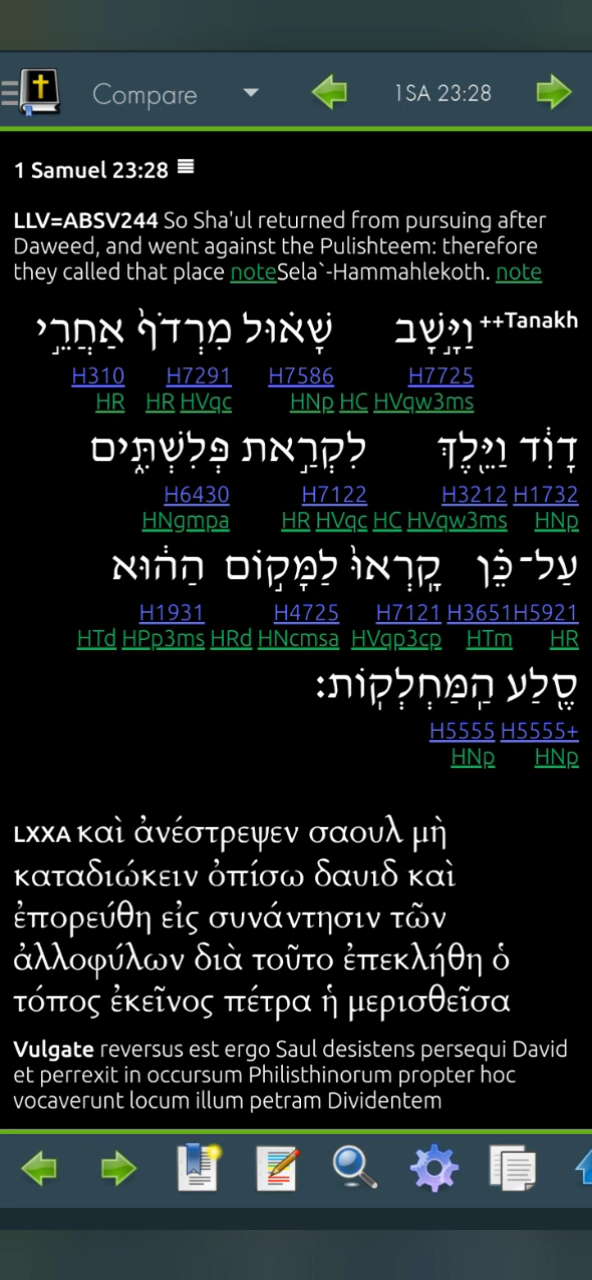 Compare
1SA 23:28
1 Samuel 23:28
LLV=ABSV244 So Sha'ul returned from pursuing after
Daweed, and went against the Pulishteem: therefore
they called that place noteSela`-Hammahlekoth. note
++Tanakh וַיָּ֣שָׁב שָׁא֗וּל מִרְדֹף֙ אַחֲרֵ֣י
H310 H7291 H7586 H7725
HR HR HVqc HNp HC HVqw3ms
דָוִ֔ד וַיֵּ֖לֶךְ לִקְרַ֣את פְּלִשְׁתִּ֑ים
H6430 H7122 H3212 H1732
HNgmpa HR HVqc HC HVqw3ms HNp
עַל־כֵּ֗ן קָֽרְאוּ֙ לַמָּק֣וֹם הַה֔וּא
H1931 H4725 H7121 H3651H5921
HTd HPp3ms HRd HNcmsa HVqp3cp HTm HR
סֶ֖לַע הַֽמַּחְלְקֽוֹת׃
H5555 H5555+
HNp HNp
LXXA καὶ ἀνέστρεψεν σαουλ μὴ
καταδιώκειν ὀπίσω δαυιδ καὶ
ἐπορεύθη εἰς συνάντησιν τῶν
ἀλλοφύλων διὰ τοῦτο ἐπεκλήθη ὁ
τόπος ἐκεῖνος πέτρα ἡ μερισθεῖσα
Vulgate reversus est ergo Saul desistens persequi David
et perrexit in occursum Philisthinorum propter hoc
vocaverunt locum illum petram Dividentem